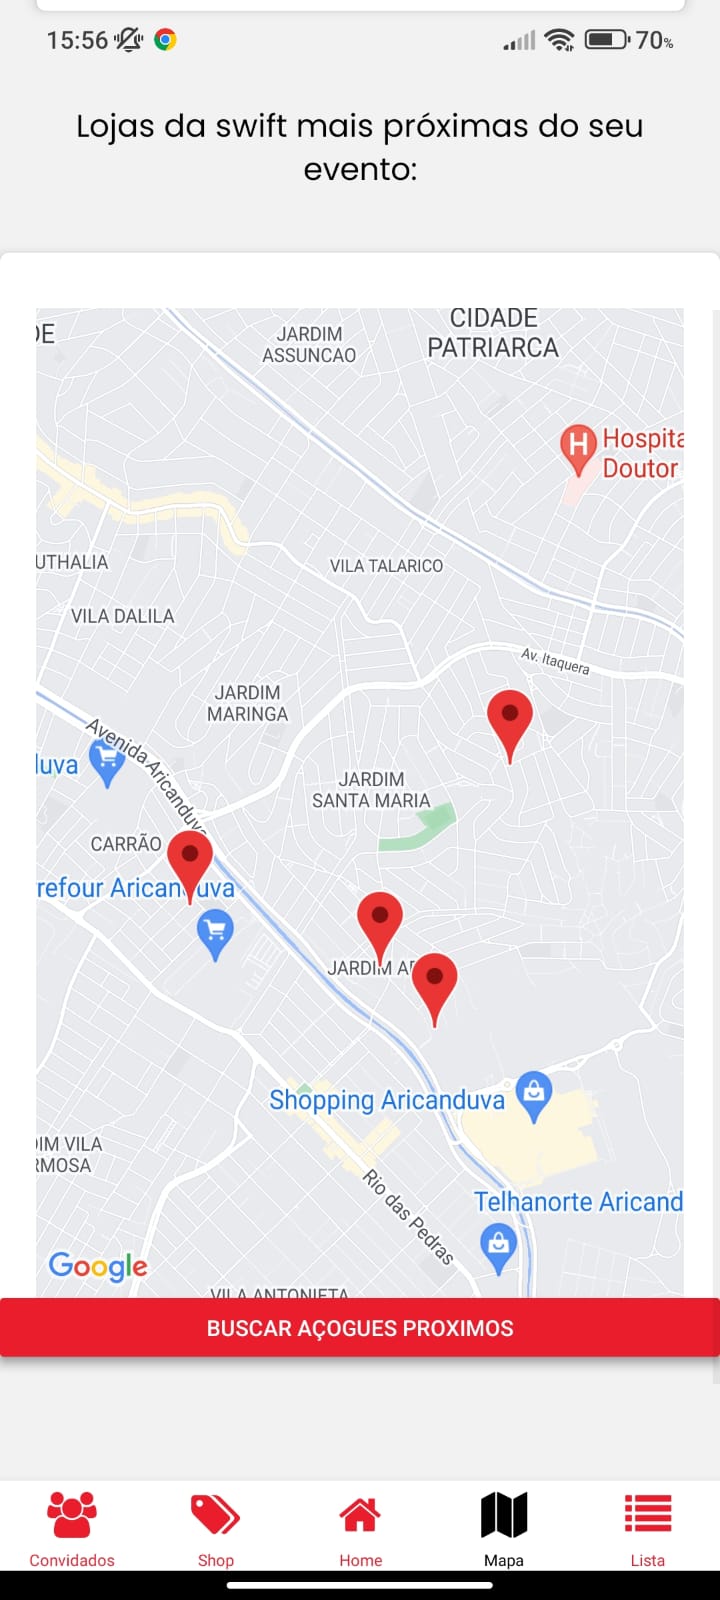 15:56
70%
Lojas da swift mais próximas do seu
evento:
CIDADE
PATRIARCA
DE
JARDIM
ASSUNCAO
H
Hospita
Doutor
UTHALIA
VILA TALARICO
VILA DALILA
Av. Itaquera
JARDIM
MARINGA
Avenida Aricanduva
luva
JARDIM
SANTA MARIA
CARRÃO
refour Aricanduva
JARDIM AR
Shopping Aricanduva
IM VILA
RMOSA
Rio das Pedras
Telhanorte Aricand
Google
VILA ANTONIETA
BUSCAR AÇOGUES PROXIMOS
Convidados
Shop
Home
Mapa
Lista